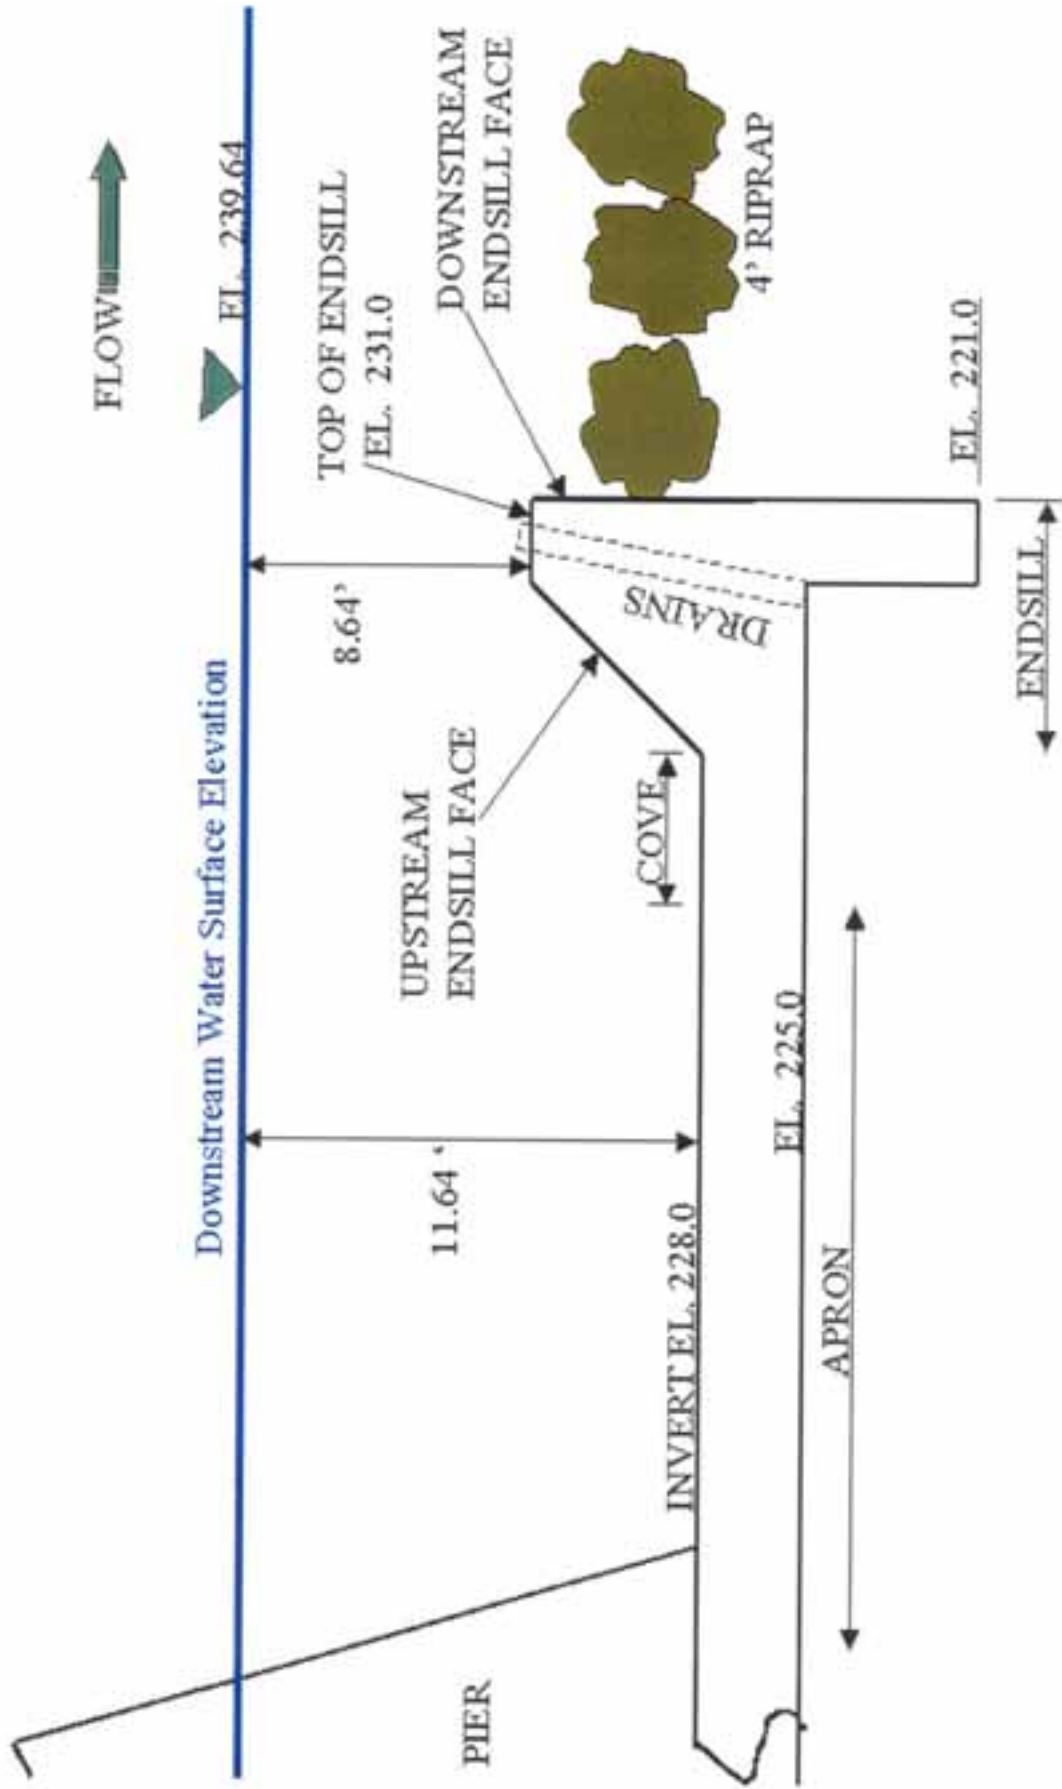 FLOW
EL. 239.64
Downstream Water Surface Elevation
TOP OF ENDSILL
EL. 231.0
DOWNSTREAM
ENDSILL FACE
8.64’
11.64 ‘
UPSTREAM
ENDSILL FACE
PIER
DRAINS
COVE
4’ RIPRAP
INVERT EL. 228.0
EL. 225.0
EL. 221.0
APRON
ENDSILL